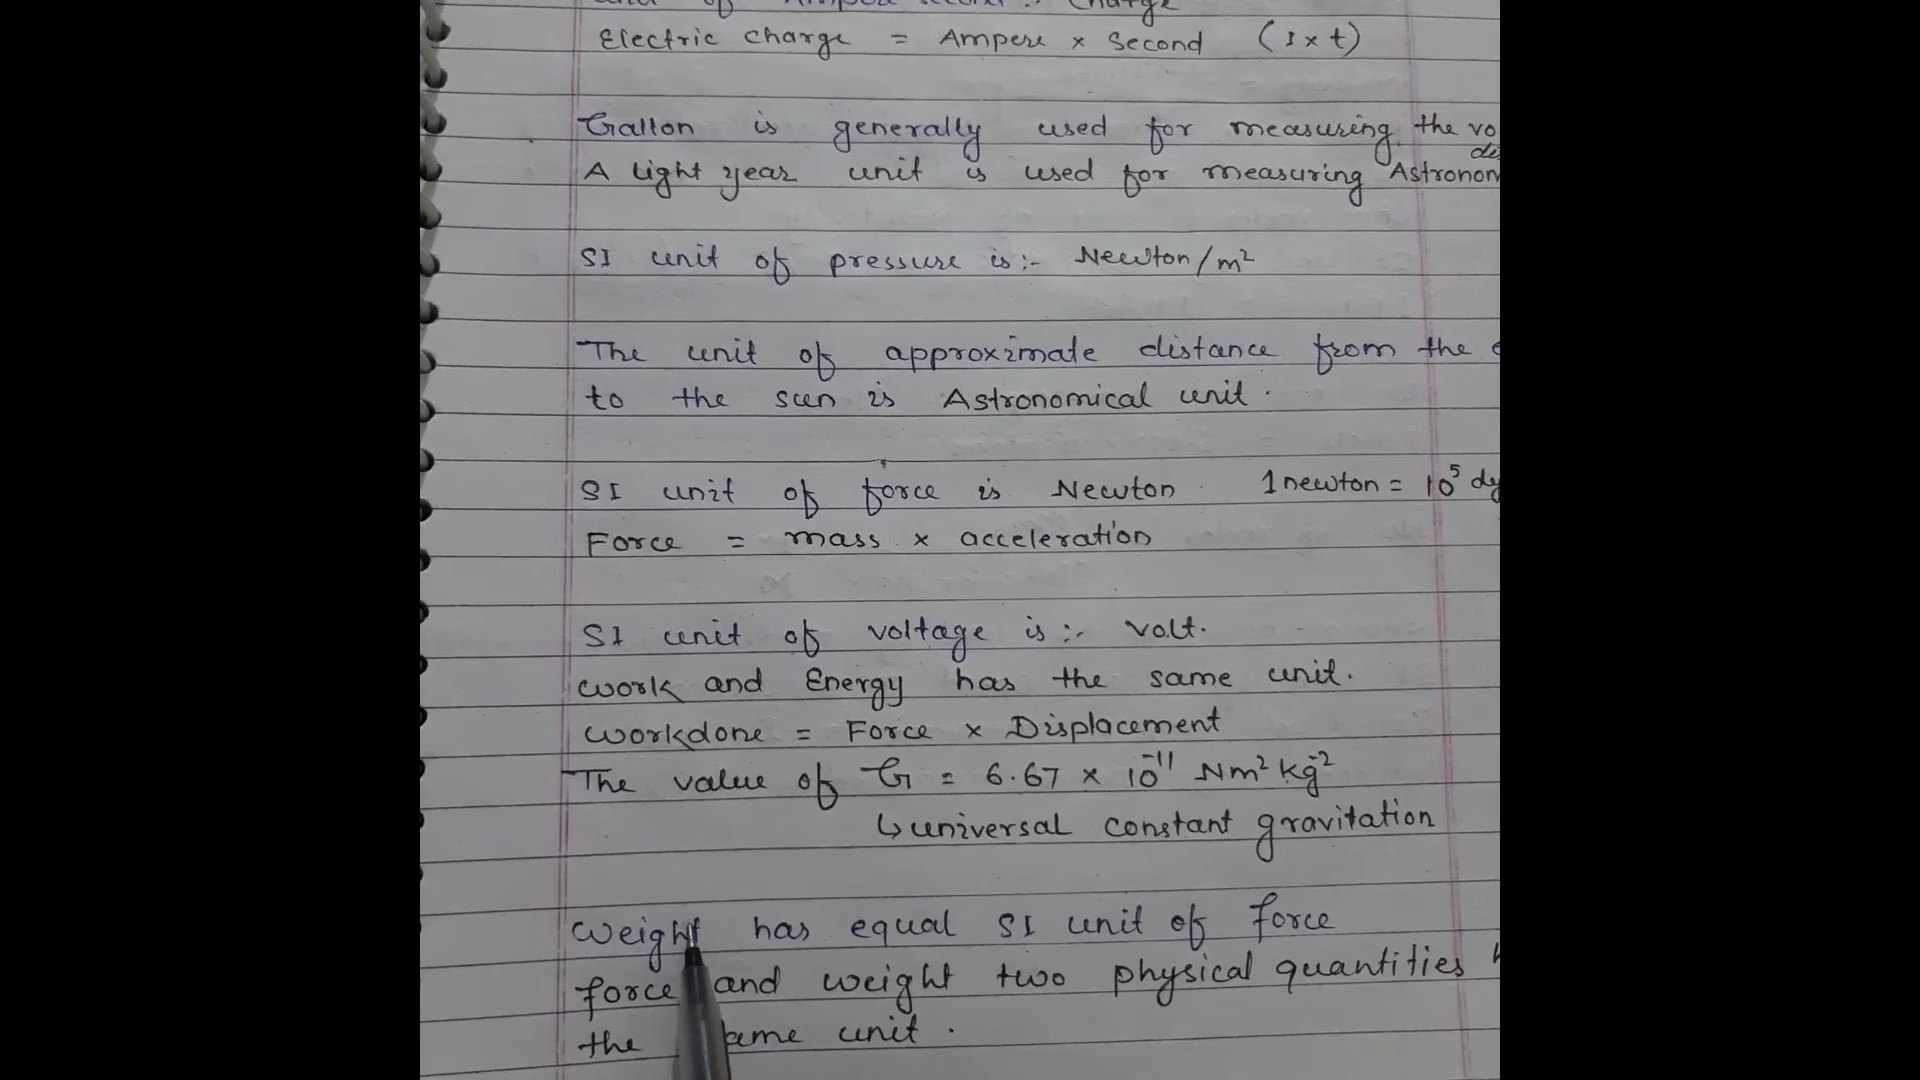 Electric charge = Ampere × Second (I × t)
Gallon is generally used for measuring the vo
dis
A light year unit is used for measuring Astronom
SI unit of pressure is:- Newton/m²
The unit of approximate distance from the
to the sun is Astronomical unit.
SI unit of force is Newton 1 newton = 10⁵ dy
Force = mass × acceleration
SI unit of voltage is:- volt.
work and Energy has the same unit.
workdone = Force × Displacement
The value of G = 6.67 × 10⁻¹¹ Nm² Kg⁻²
↳ universal constant gravitation
weight has equal SI unit of force
force and weight two physical quantities
the same unit.